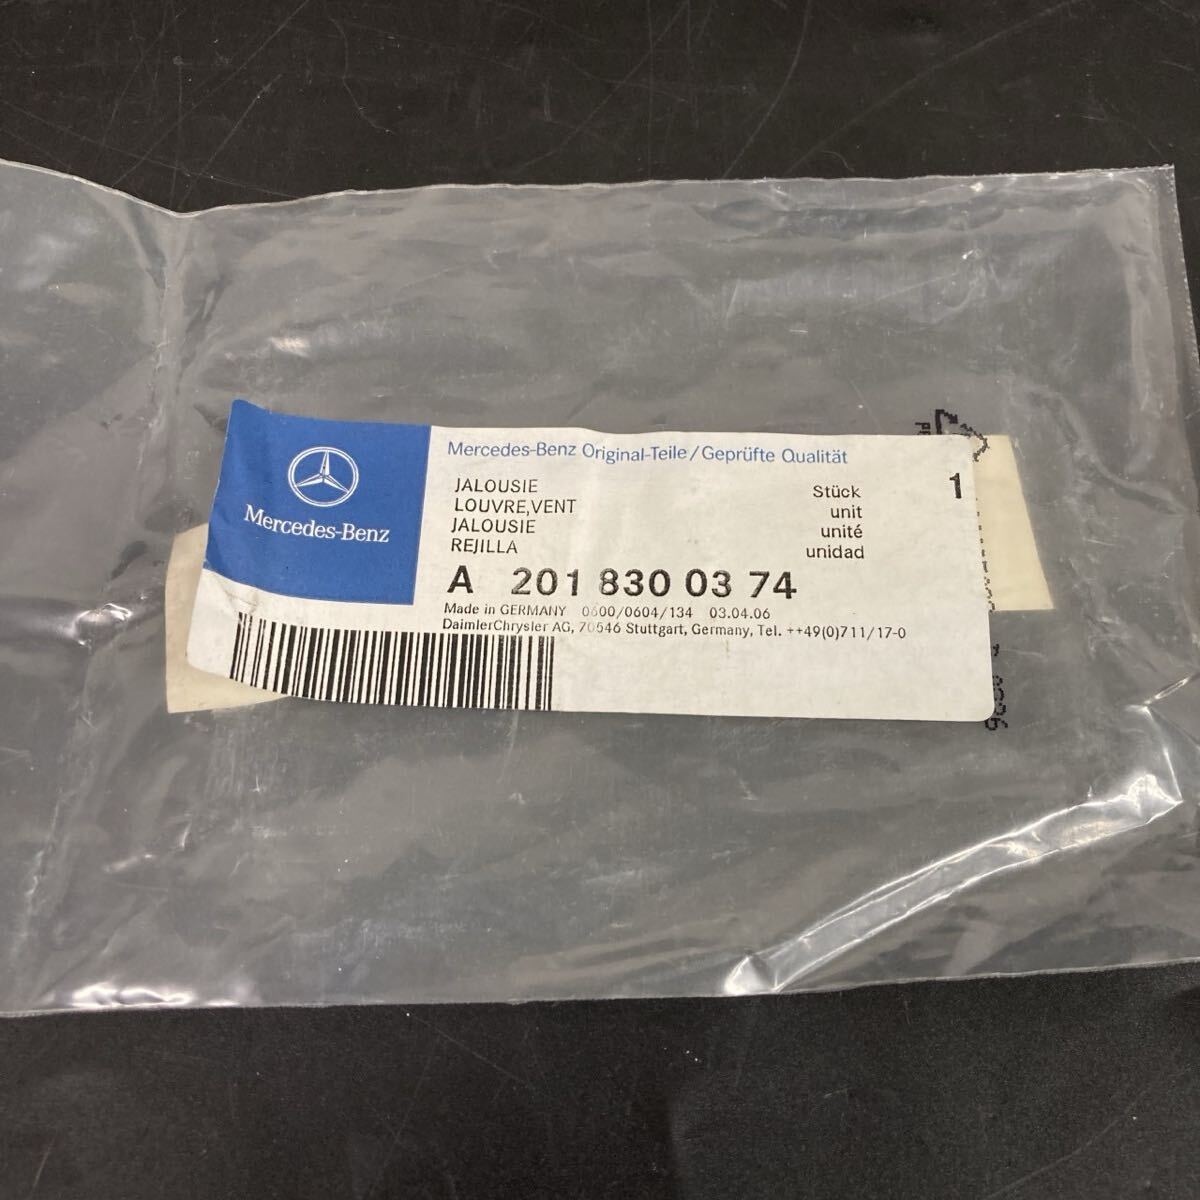 Mercedes-Benz
Mercedes-Benz Original-Teile/Geprüfte Qualität
JALOUSIE Stück 1
LOUVRE,VENT unit
JALOUSIE unité
REJILLA unidad
A 201 830 03 74
Made in GERMANY 0600/0604/134 03.04.06
DaimlerChrysler AG, 70546 Stuttgart, Germany, Tel. ++49(0)711/17-0